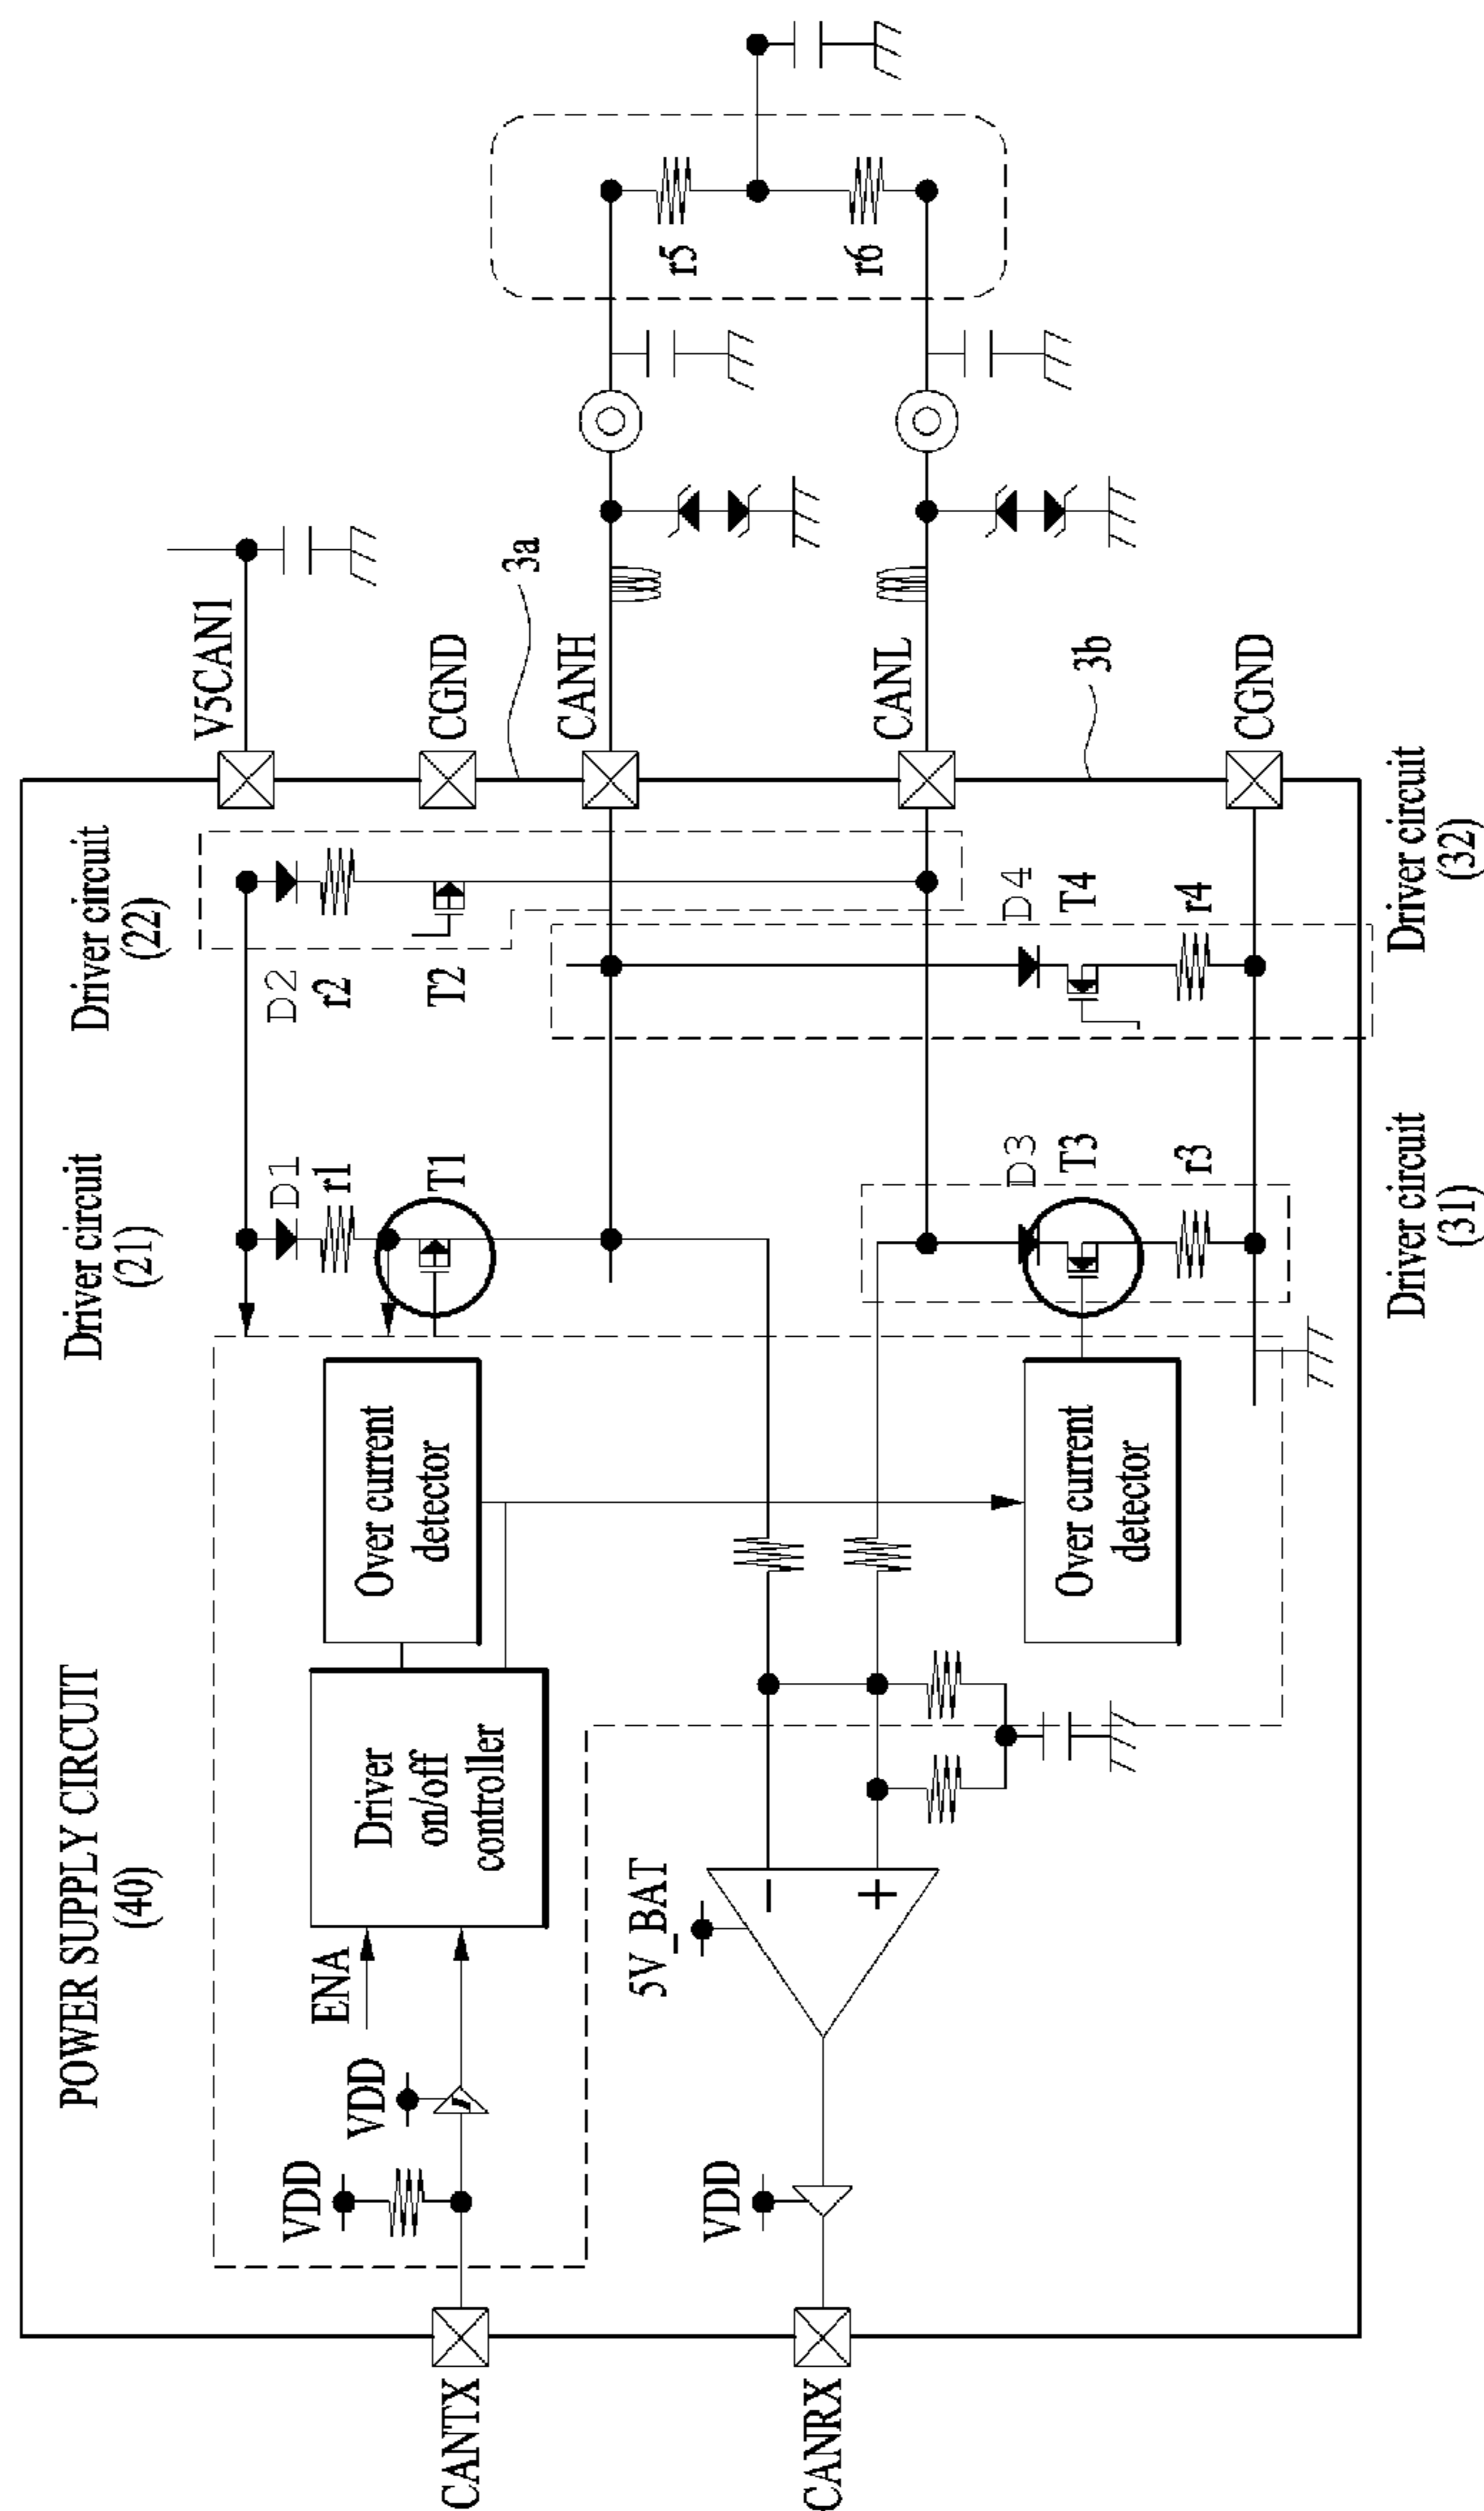 POWER SUPPLY CIRCUIT
(40)
Driver circuit
(21)
Driver circuit
(22)
V5CAN1
CGND
CANH
3a
CANL
3b
CGND
D1
r1
T1
D2
r2
T2
D3
T3
r3
D4
T4
r4
r5
r6
Driver circuit
(31)
Driver circuit
(32)
Over current
detector
Over current
detector
Driver
on/off
controller
ENA
VDD
VDD
5V_BAT
−
+
VDD
CANTX
CANRX